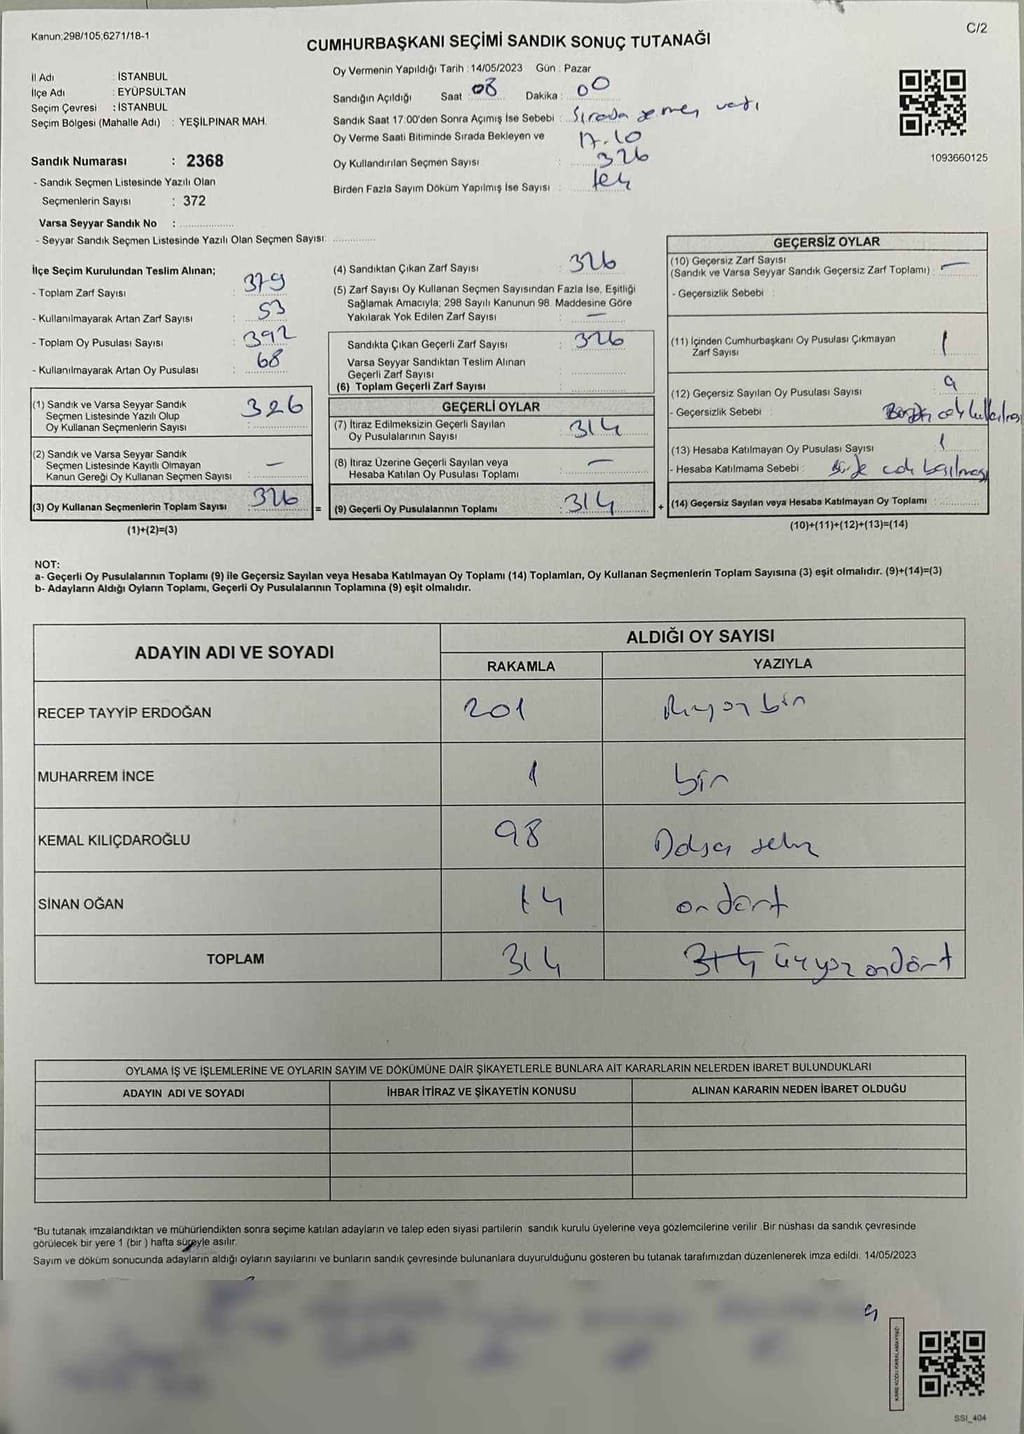 Kanun:298/105;6271/18-1
C/2
CUMHURBAŞKANI SEÇİMİ SANDIK SONUÇ TUTANAĞI
İl Adı : İSTANBUL
İlçe Adı : EYÜPSULTAN
Seçim Çevresi : İSTANBUL
Seçim Bölgesi (Mahalle Adı) : YEŞİLPINAR MAH.
Sandık Numarası : 2368
- Sandık Seçmen Listesinde Yazılı Olan
Seçmenlerin Sayısı : 372
Varsa Seyyar Sandık No :
- Seyyar Sandık Seçmen Listesinde Yazılı Olan Seçmen Sayısı:
Oy Vermenin Yapıldığı Tarih : 14/05/2023 Gün : Pazar
Sandığın Açıldığı Saat : 08 Dakika : 00
Sandık Saat 17:00'den Sonra Açımış İse Sebebi : Sırada seçmen vardı
Oy Verme Saati Bitiminde Sırada Bekleyen ve 17.10
Oy Kullandırılan Seçmen Sayısı : 326
Birden Fazla Sayım Döküm Yapılmış İse Sayısı : tek
1093660125
İlçe Seçim Kurulundan Teslim Alınan;
- Toplam Zarf Sayısı : 379
- Kullanılmayarak Artan Zarf Sayısı : 53
- Toplam Oy Pusulası Sayısı : 392
- Kullanılmayarak Artan Oy Pusulası : 68
(1) Sandık ve Varsa Seyyar Sandık
Seçmen Listesinde Yazılı Olup
Oy Kullanan Seçmenlerin Sayısı : 326
(2) Sandık ve Varsa Seyyar Sandık
Seçmen Listesinde Kayıtlı Olmayan
Kanun Gereği Oy Kullanan Seçmen Sayısı : —
(3) Oy Kullanan Seçmenlerin Toplam Sayısı : 326
(1)+(2)=(3)
=
(4) Sandıktan Çıkan Zarf Sayısı : 326
(5) Zarf Sayısı Oy Kullanan Seçmen Sayısından Fazla İse, Eşitliği
Sağlamak Amacıyla; 298 Sayılı Kanunun 98. Maddesine Göre
Yakılarak Yok Edilen Zarf Sayısı : —
Sandıkta Çıkan Geçerli Zarf Sayısı : 326
Varsa Seyyar Sandıktan Teslim Alınan
Geçerli Zarf Sayısı :
(6) Toplam Geçerli Zarf Sayısı :
GEÇERLİ OYLAR
(7) İtiraz Edilmeksizin Geçerli Sayılan
Oy Pusulalarının Sayısı : 314
(8) İtiraz Üzerine Geçerli Sayılan veya
Hesaba Katılan Oy Pusulası Toplamı : —
(9) Geçerli Oy Pusulalarının Toplamı : 314
+
GEÇERSİZ OYLAR
(10) Geçersiz Zarf Sayısı
(Sandık ve Varsa Seyyar Sandık Geçersiz Zarf Toplamı) : —
- Geçersizlik Sebebi :
(11) İçinden Cumhurbaşkanı Oy Pusulası Çıkmayan
Zarf Sayısı : 1
(12) Geçersiz Sayılan Oy Pusulası Sayısı : 9
- Geçersizlik Sebebi :
(13) Hesaba Katılmayan Oy Pusulası Sayısı : 1
- Hesaba Katılmama Sebebi :
(14) Geçersiz Sayılan veya Hesaba Katılmayan Oy Toplamı :
(10)+(11)+(12)+(13)=(14)
NOT:
a- Geçerli Oy Pusulalarının Toplamı (9) ile Geçersiz Sayılan veya Hesaba Katılmayan Oy Toplamı (14) Toplamları, Oy Kullanan Seçmenlerin Toplam Sayısına (3) eşit olmalıdır. (9)+(14)=(3)
b- Adayların Aldığı Oyların Toplamı, Geçerli Oy Pusulalarının Toplamına (9) eşit olmalıdır.
ADAYIN ADI VE SOYADI
ALDIĞI OY SAYISI
RAKAMLA YAZIYLA
RECEP TAYYİP ERDOĞAN 201 ikiyüz bir
MUHARREM İNCE 1 bir
KEMAL KILIÇDAROĞLU 98 Doksan sekiz
SİNAN OĞAN 14 ondört
TOPLAM 314 314 üçyüz ondört
OYLAMA İŞ VE İŞLEMLERİNE VE OYLARIN SAYIM VE DÖKÜMÜNE DAİR ŞİKAYETLERLE BUNLARA AİT KARARLARIN NELERDEN İBARET BULUNDUKLARI
ADAYIN ADI VE SOYADI İHBAR İTİRAZ VE ŞİKAYETİN KONUSU ALINAN KARARIN NEDEN İBARET OLDUĞU
*Bu tutanak imzalandıktan ve mühürlendikten sonra seçime katılan adayların ve talep eden siyasi partilerin sandık kurulu üyelerine veya gözlemcilerine verilir. Bir nüshası da sandık çevresinde
görülecek bir yere 1 (bir ) hafta süreyle asılır.
Sayım ve döküm sonucunda adayların aldığı oyların sayılarını ve bunların sandık çevresinde bulunanlara duyurulduğunu gösteren bu tutanak tarafımızdan düzenlenerek imza edildi. 14/05/2023
SSI_404